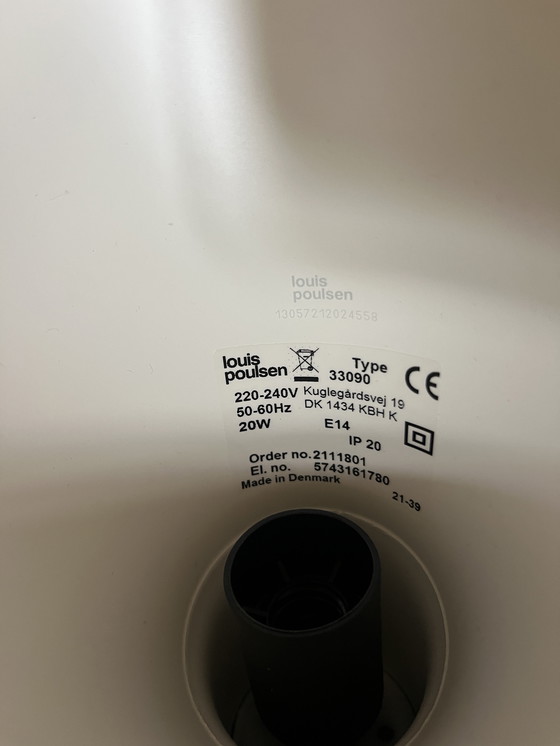 louis
poulsen
13057212024558
louis
poulsen
Type
33090
CE
220-240V Kuglegårdsvej 19
50-60Hz DK 1434 KBH K
20W E14
IP 20
Order no. 2111801
El. no. 5743161780
Made in Denmark
21-39